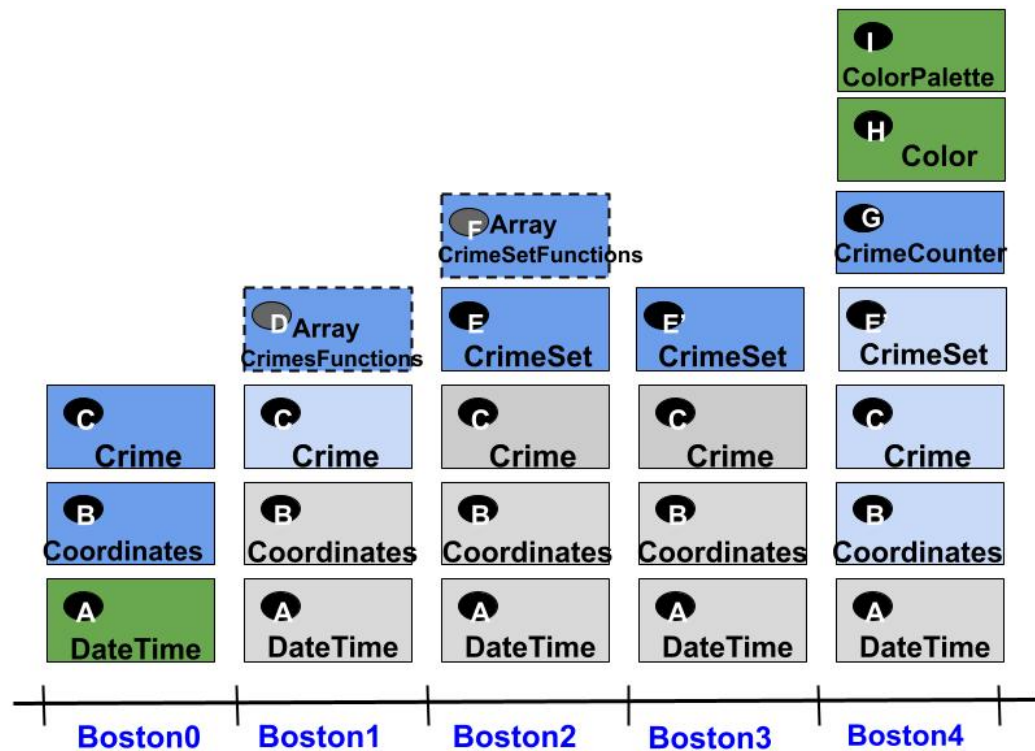 I
ColorPalette
H
Color
F Array
CrimeSetFunctions
G
CrimeCounter
D Array
CrimesFunctions
E
CrimeSet
E'
CrimeSet
E'
CrimeSet
C
Crime
C
Crime
C
Crime
C
Crime
C
Crime
B
Coordinates
B
Coordinates
B
Coordinates
B
Coordinates
B
Coordinates
A
DateTime
A
DateTime
A
DateTime
A
DateTime
A
DateTime
Boston0 Boston1 Boston2 Boston3 Boston4